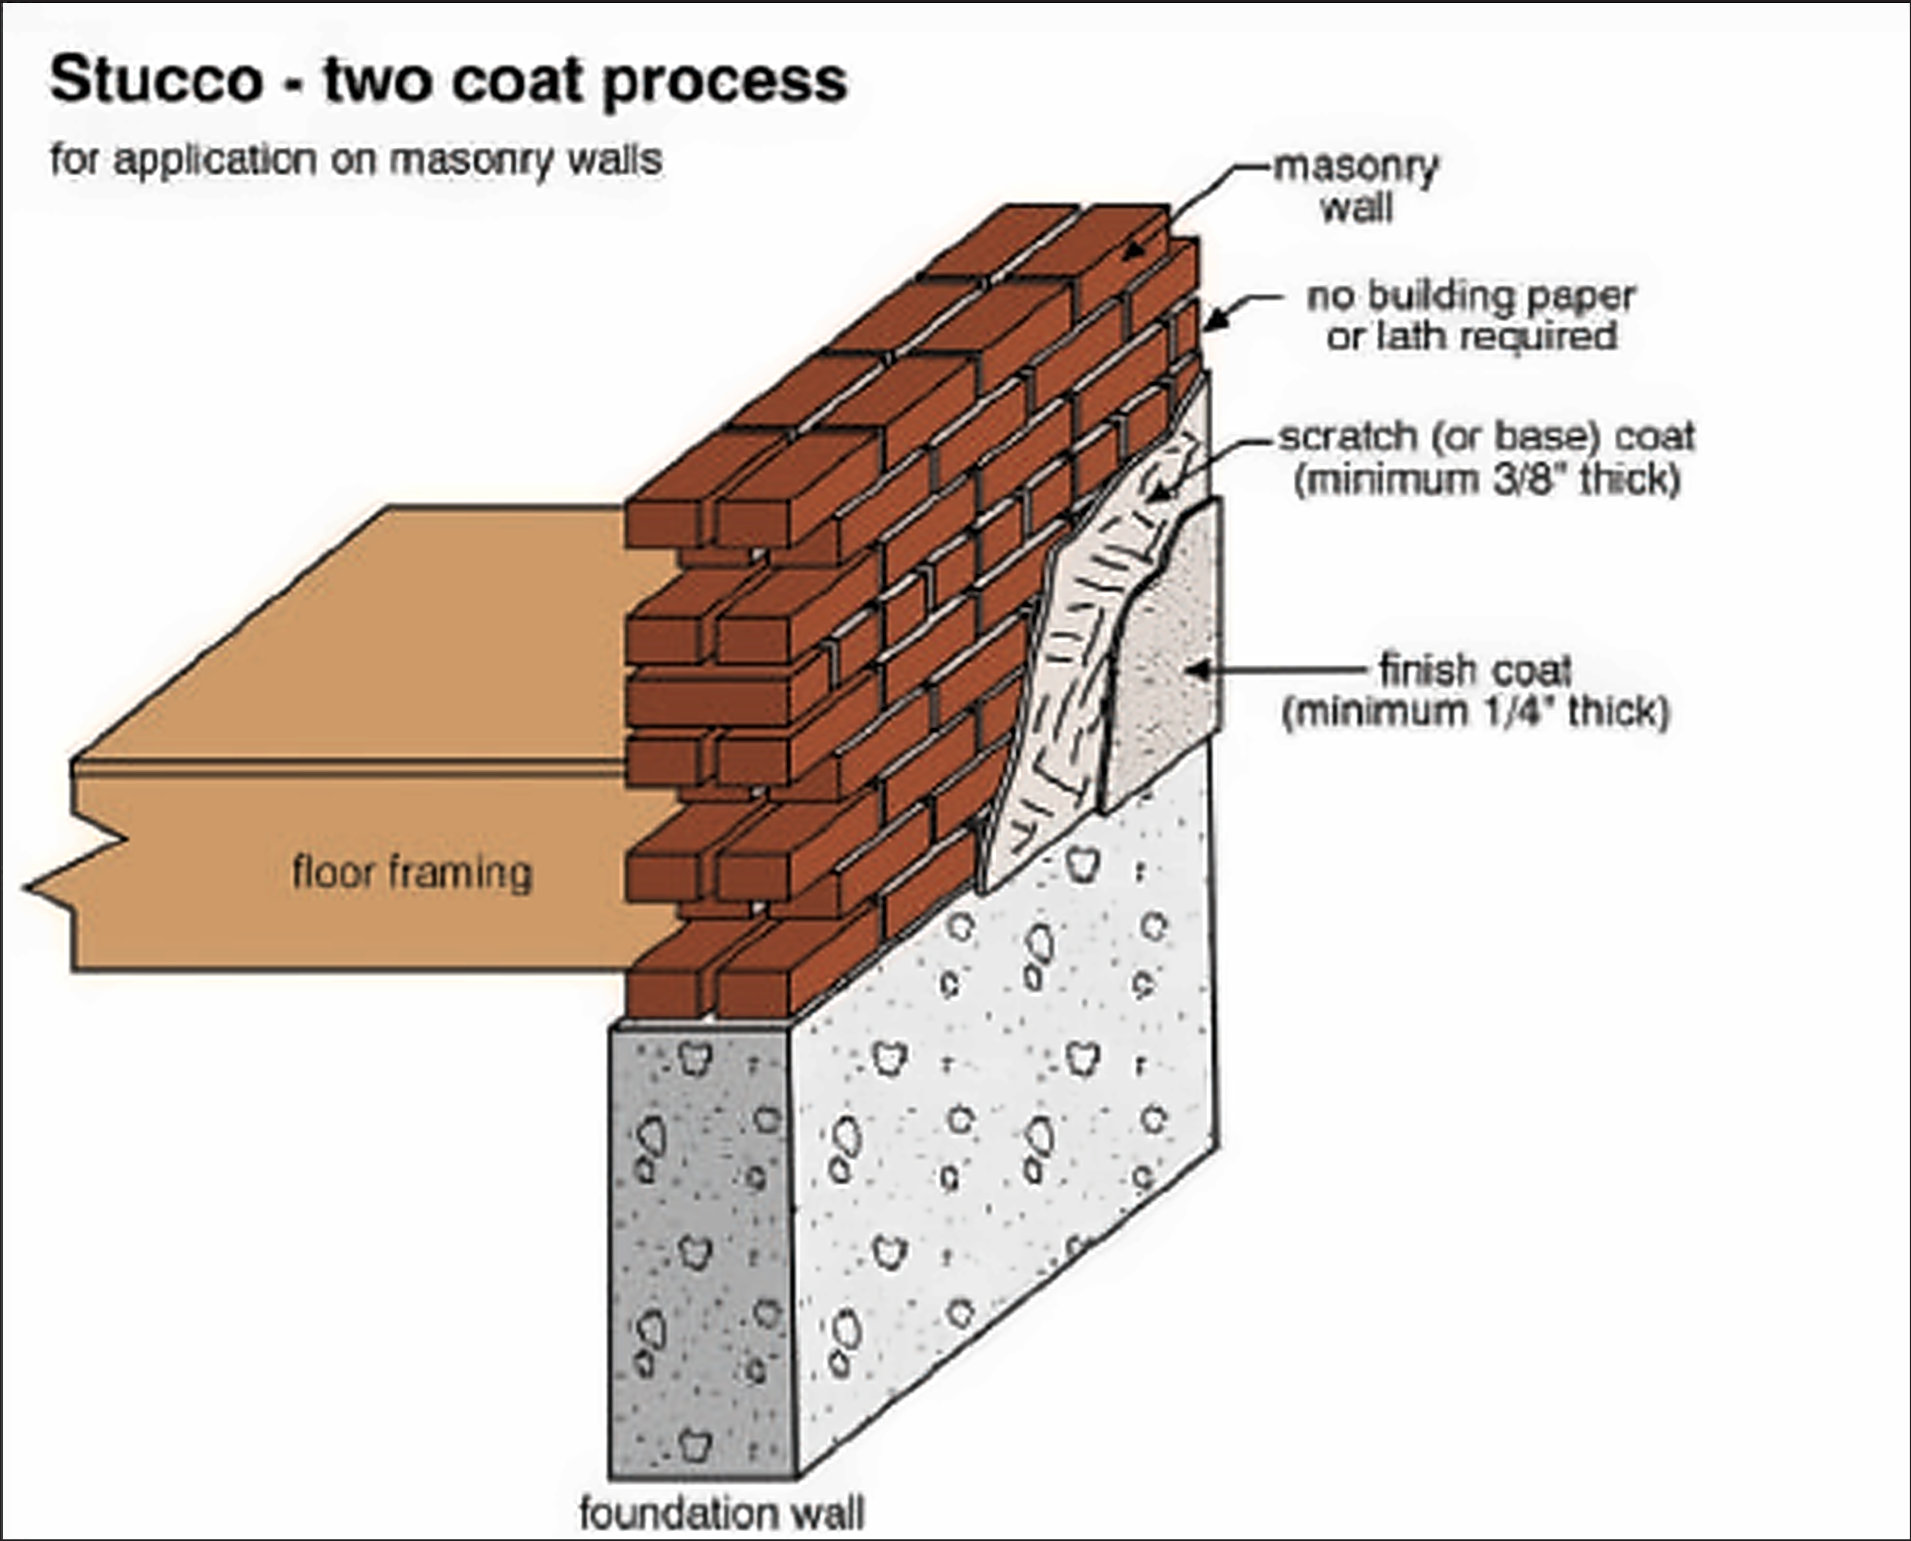 Stucco - two coat process
for application on masonry walls
masonry
wall
no building paper
or lath required
scratch (or base) coat
(minimum 3/8" thick)
finish coat
(minimum 1/4" thick)
floor framing
foundation wall